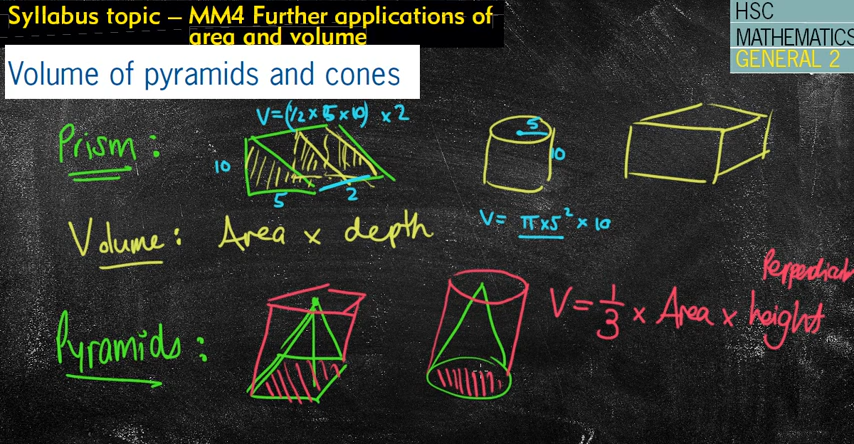 Syllabus topic – MM4 Further applications of
area and volume
HSC
MATHEMATICS
GENERAL 2
Volume of pyramids and cones
V=(1/2 x 5 x 10) x 2
Prism:
10
5
2
5
10
V= π x 5² x 10
Volume: Area x depth
Perpendicular
V = 1/3 x Area x height
Pyramids: